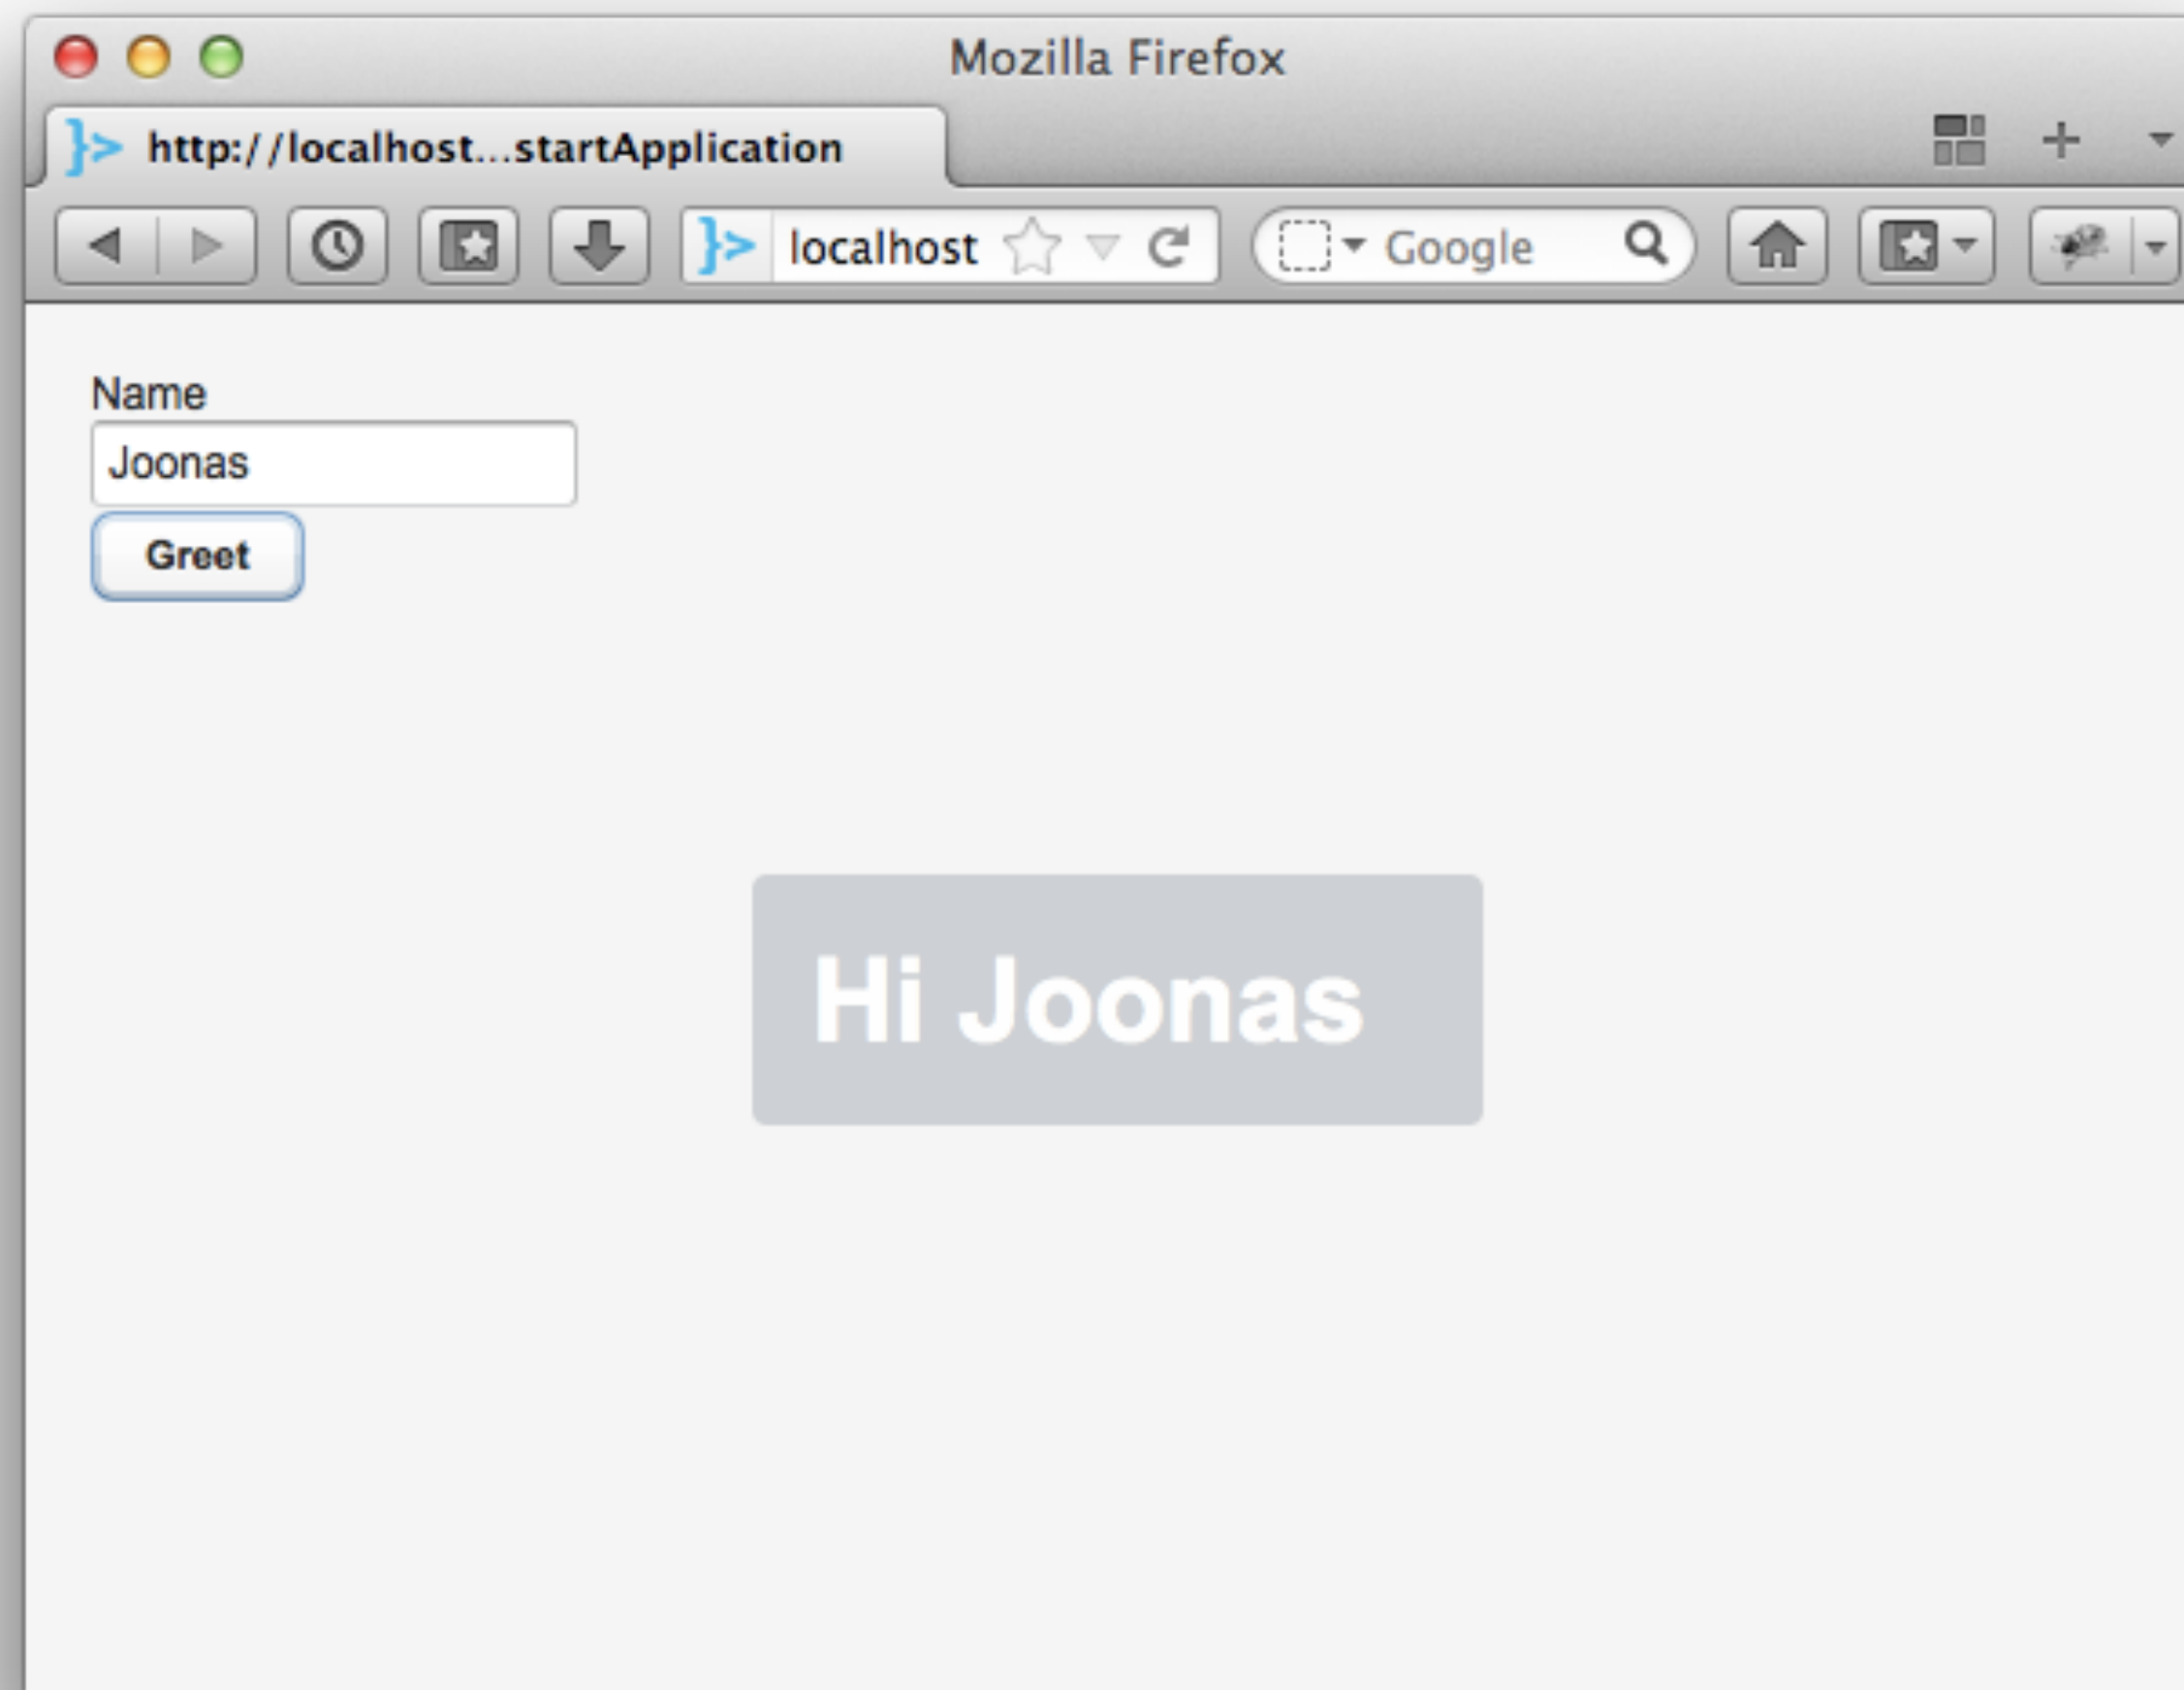 Mozilla Firefox
http://localhost...startApplication
localhost
Google
Name
Joonas
Greet
Hi Joonas